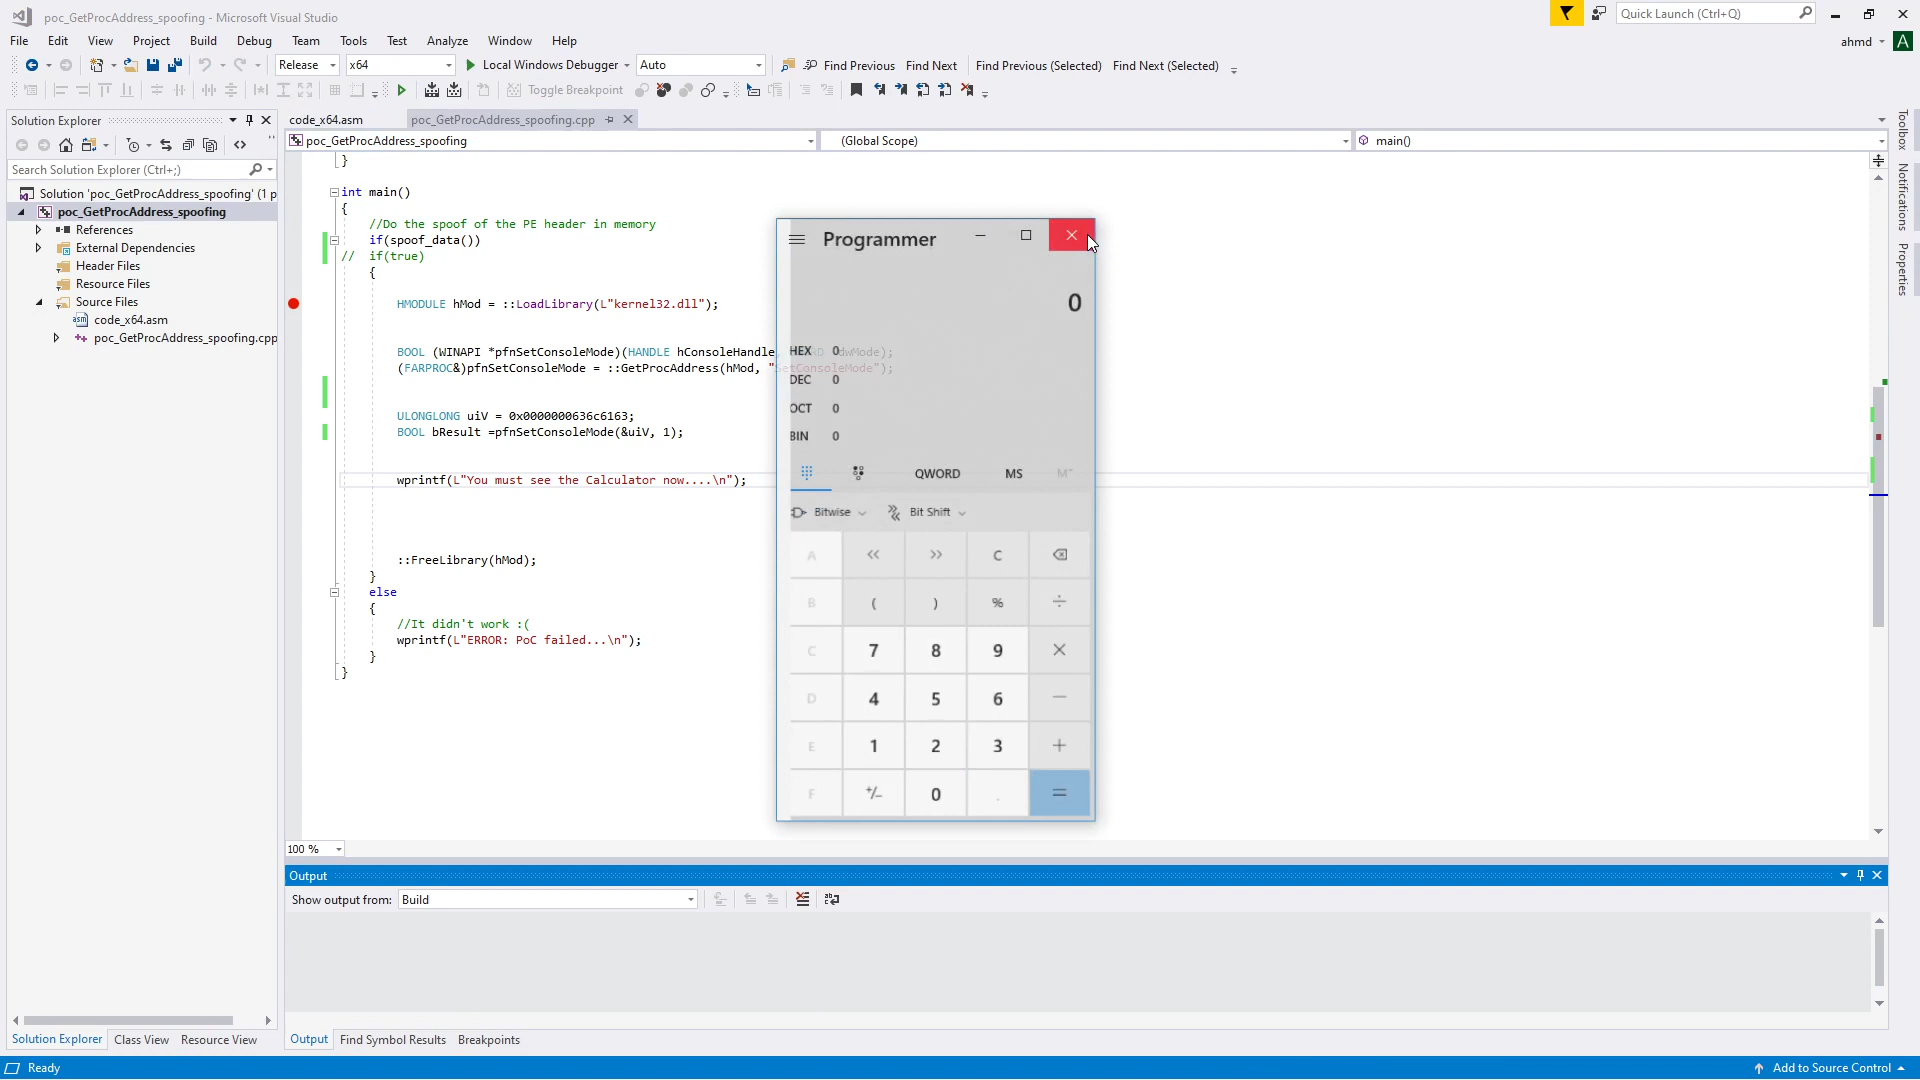 poc_GetProcAddress_spoofing - Microsoft Visual Studio
Quick Launch (Ctrl+Q)
File Edit View Project Build Debug Team Tools Test Analyze Window Help
ahmd A
Release x64 Local Windows Debugger Auto Find Previous Find Next Find Previous (Selected) Find Next (Selected)
Toggle Breakpoint
Solution Explorer
code_x64.asm poc_GetProcAddress_spoofing.cpp
poc_GetProcAddress_spoofing (Global Scope) main()
Search Solution Explorer (Ctrl+;)
Solution 'poc_GetProcAddress_spoofing' (1 p
poc_GetProcAddress_spoofing
References
External Dependencies
Header Files
Resource Files
Source Files
code_x64.asm
poc_GetProcAddress_spoofing.cpp
}
int main()
{
//Do the spoof of the PE header in memory
if(spoof_data())
// if(true)
{
HMODULE hMod = ::LoadLibrary(L"kernel32.dll");
BOOL (WINAPI *pfnSetConsoleMode)(HANDLE hConsoleHandle, dwMode);
(FARPROC&)pfnSetConsoleMode = ::GetProcAddress(hMod, "SetConsoleMode");
ULONGLONG uiV = 0x0000000636c6163;
BOOL bResult =pfnSetConsoleMode(&uiV, 1);
wprintf(L"You must see the Calculator now....\n");
::FreeLibrary(hMod);
}
else
{
//It didn't work :(
wprintf(L"ERROR: PoC failed...\n");
}
}
Programmer
0
HEX 0
DEC 0
OCT 0
BIN 0
QWORD MS M
Bitwise Bit Shift
A << >> C
B ( ) % ÷
C 7 8 9 ×
D 4 5 6 −
E 1 2 3 +
F +/− 0 . =
Toolbox
Notifications
Properties
100 %
Output
Show output from: Build
Solution Explorer Class View Resource View
Output Find Symbol Results Breakpoints
Ready
Add to Source Control